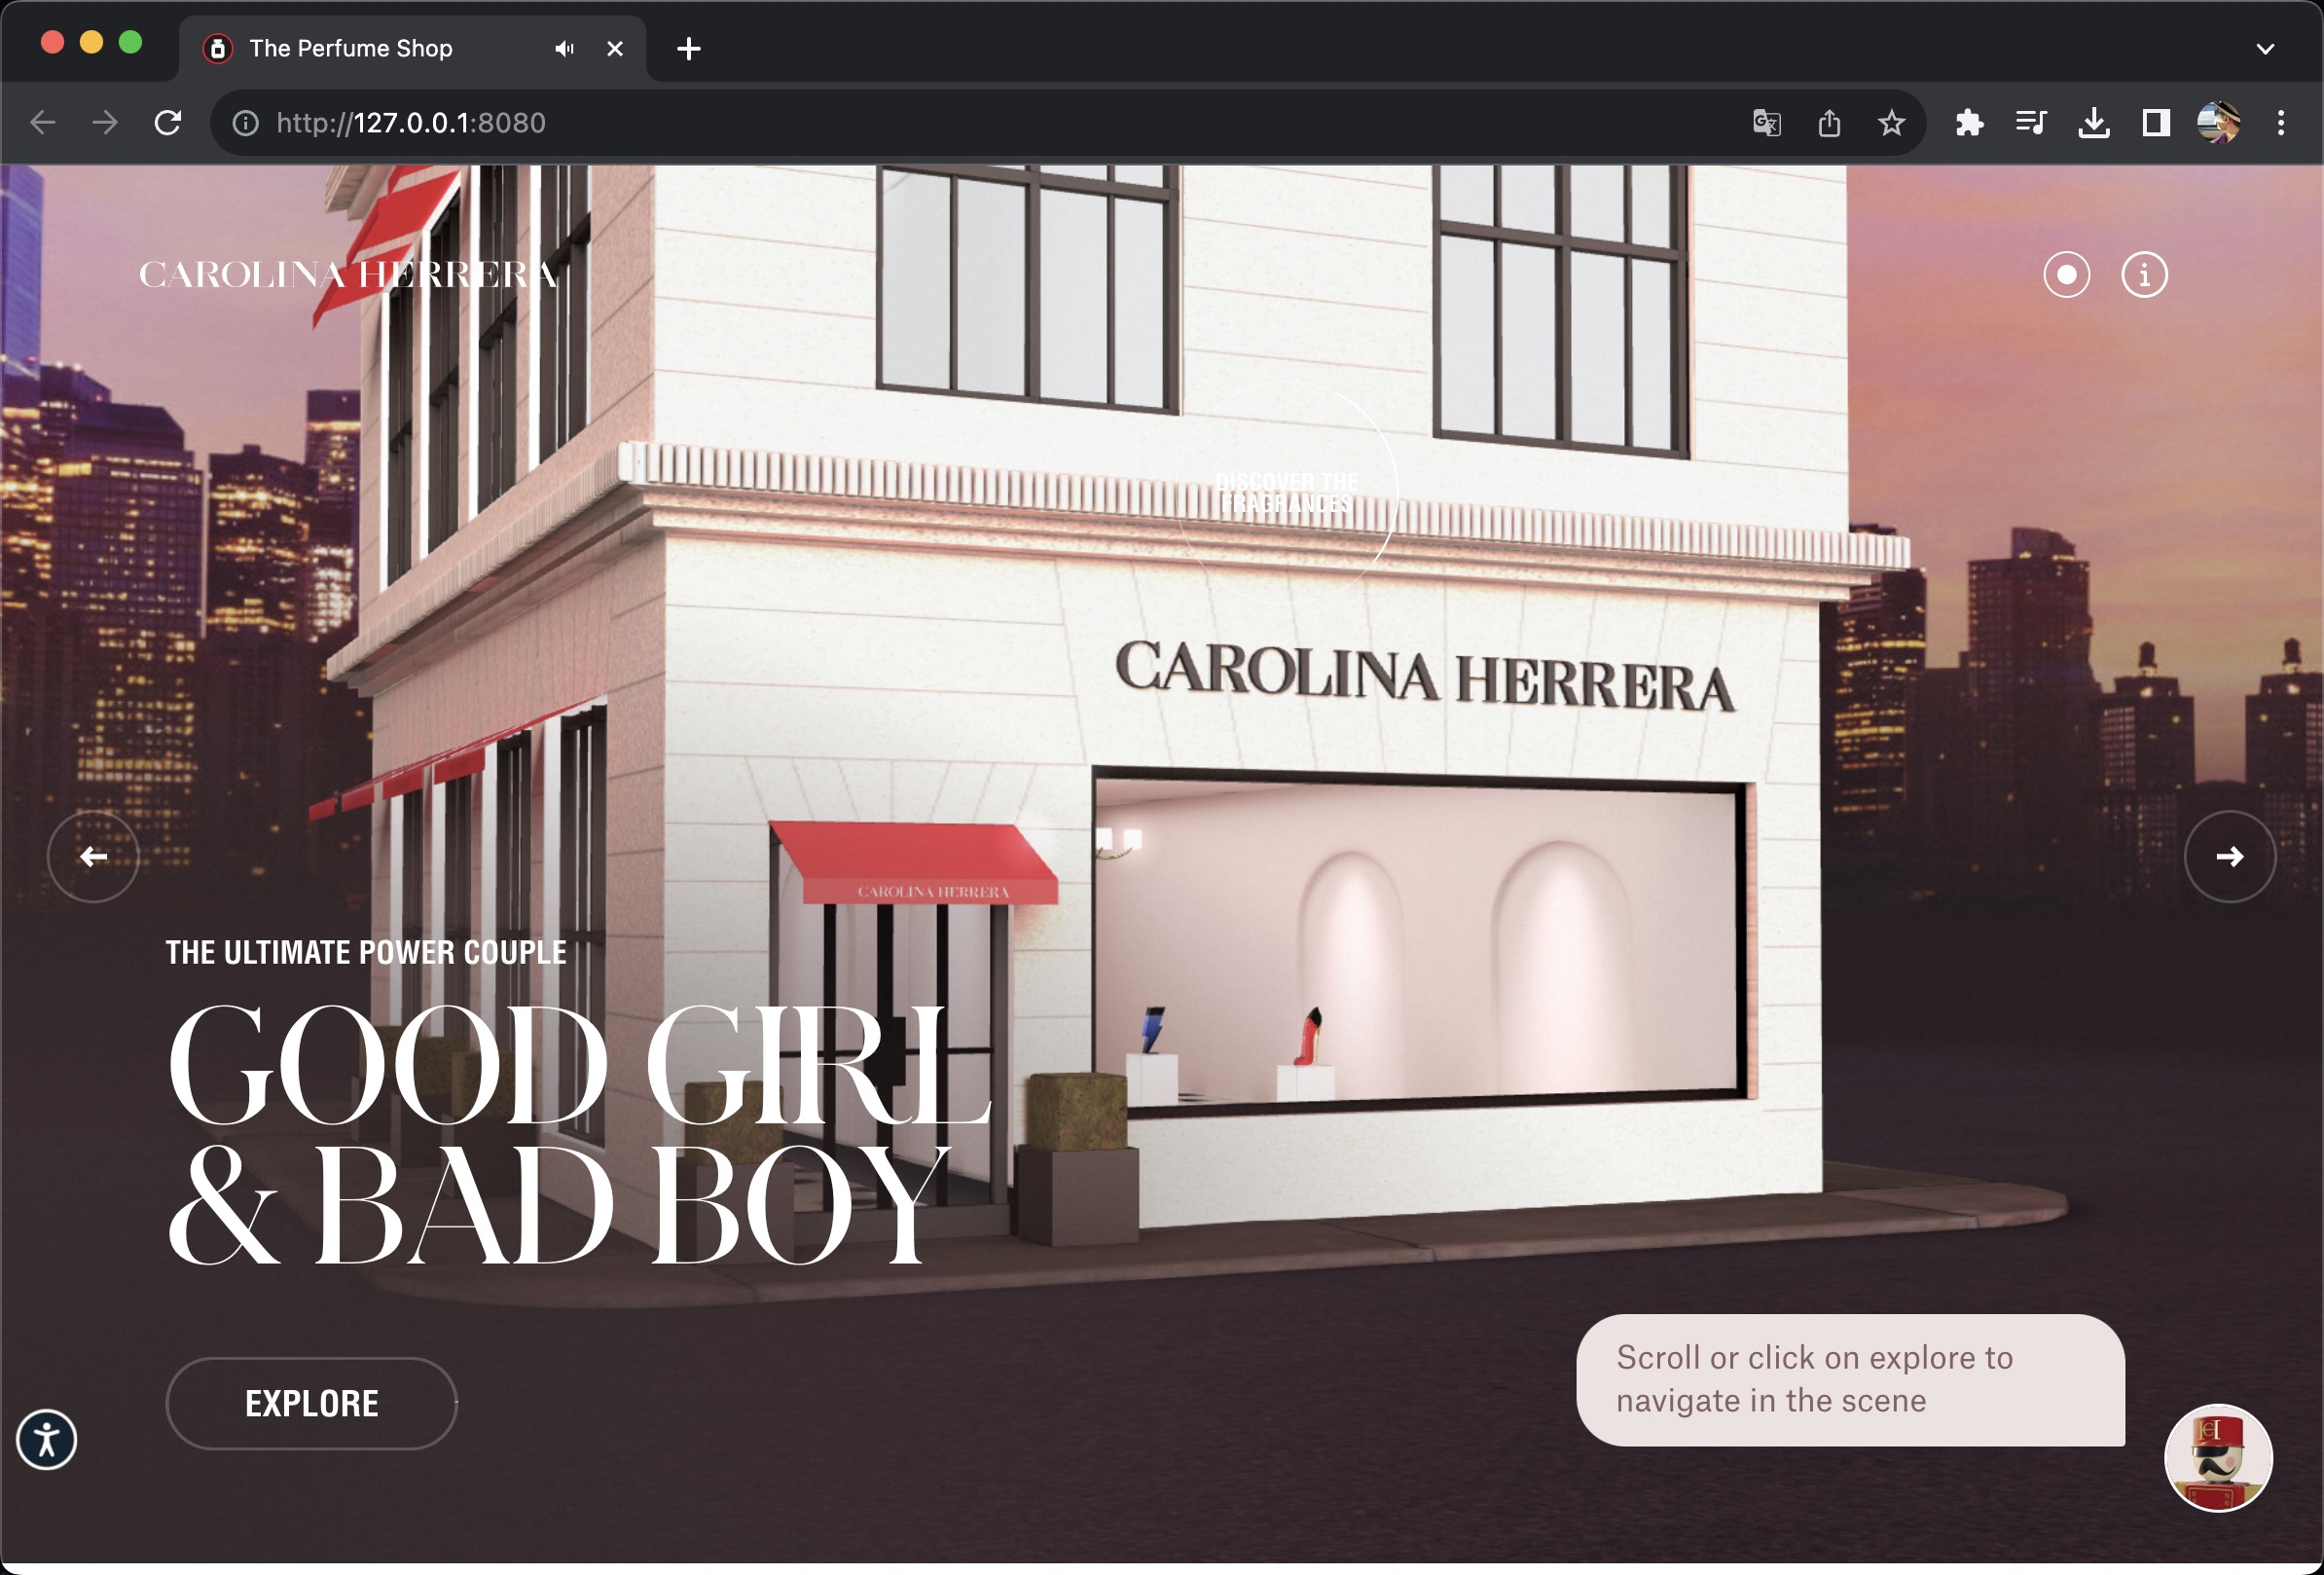 The Perfume Shop
http://127.0.0.1:8080
CAROLINA HERRERA
DISCOVER THE
FRAGRANCES
CAROLINA HERRERA
CAROLINA HERRERA
THE ULTIMATE POWER COUPLE
GOOD GIRL
& BAD BOY
EXPLORE
Scroll or click on explore to
navigate in the scene